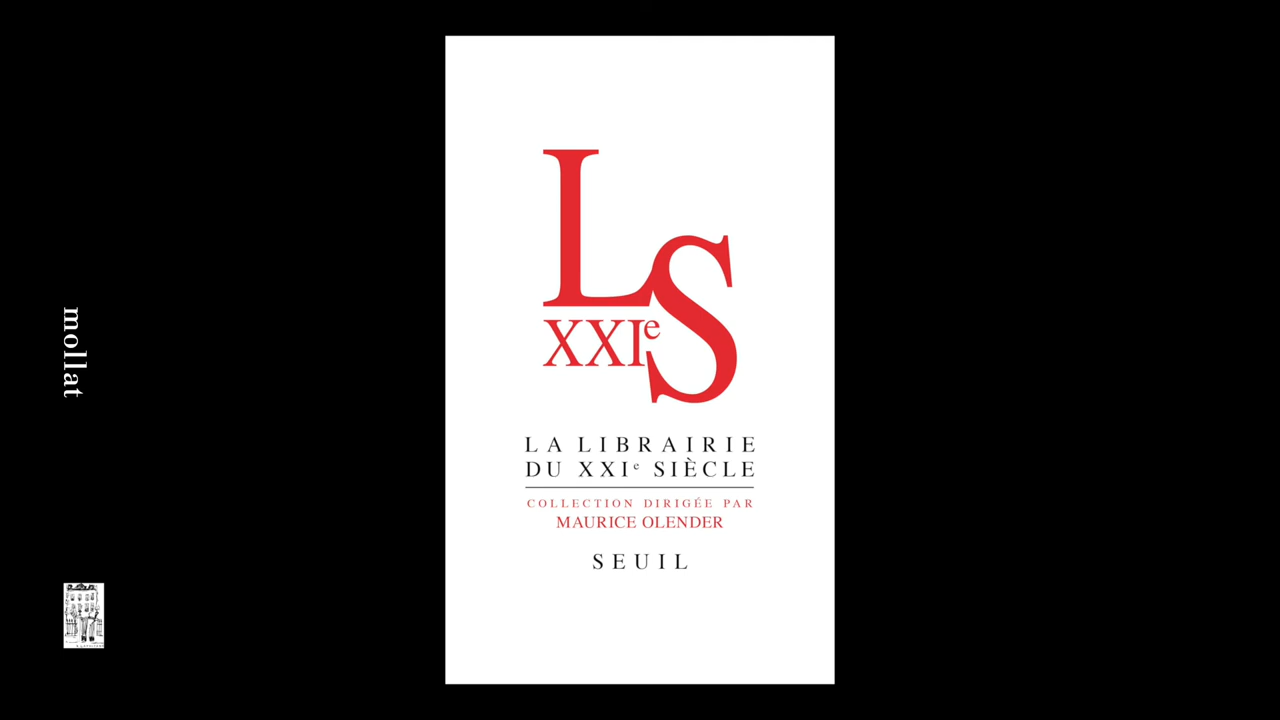 mollat
LS
XXIe
LA LIBRAIRIE
DU XXIe SIÈCLE
COLLECTION DIRIGÉE PAR
MAURICE OLENDER
SEUIL